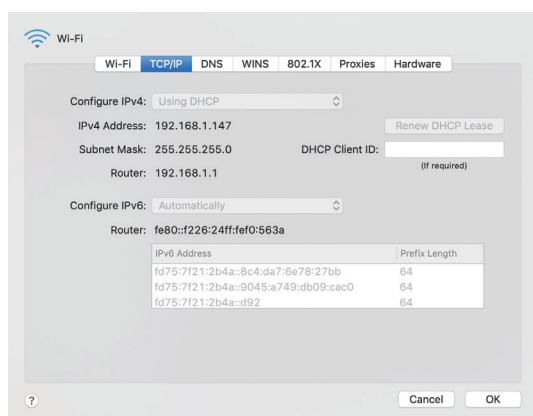 Wi-Fi
Wi-Fi TCP/IP DNS WINS 802.1X Proxies Hardware
Configure IPv4: Using DHCP
IPv4 Address: 192.168.1.147 Renew DHCP Lease
Subnet Mask: 255.255.255.0 DHCP Client ID:
(If required)
Router: 192.168.1.1
Configure IPv6: Automatically
Router: fe80::f226:24ff:fef0:563a
IPv6 Address Prefix Length
fd75:7f21:2b4a::8c4:da7:6e78:27bb 64
fd75:7f21:2b4a::9045:a749:db09:cac0 64
fd75:7f21:2b4a::d92 64
? Cancel OK